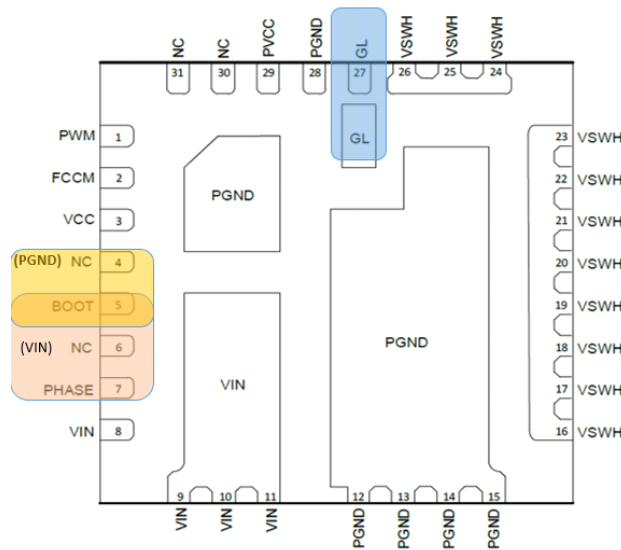 NC
NC
PVCC
PGND
GL
VSWH
VSWH
VSWH
31
30
29
28
27
26
25
24
PWM 1
FCCM 2
VCC 3
(PGND) NC 4
BOOT 5
(VIN) NC 6
PHASE 7
VIN 8
PGND
GL
VIN
PGND
23 VSWH
22 VSWH
21 VSWH
20 VSWH
19 VSWH
18 VSWH
17 VSWH
16 VSWH
9
10
11
12
13
14
15
VIN
VIN
VIN
PGND
PGND
PGND
PGND